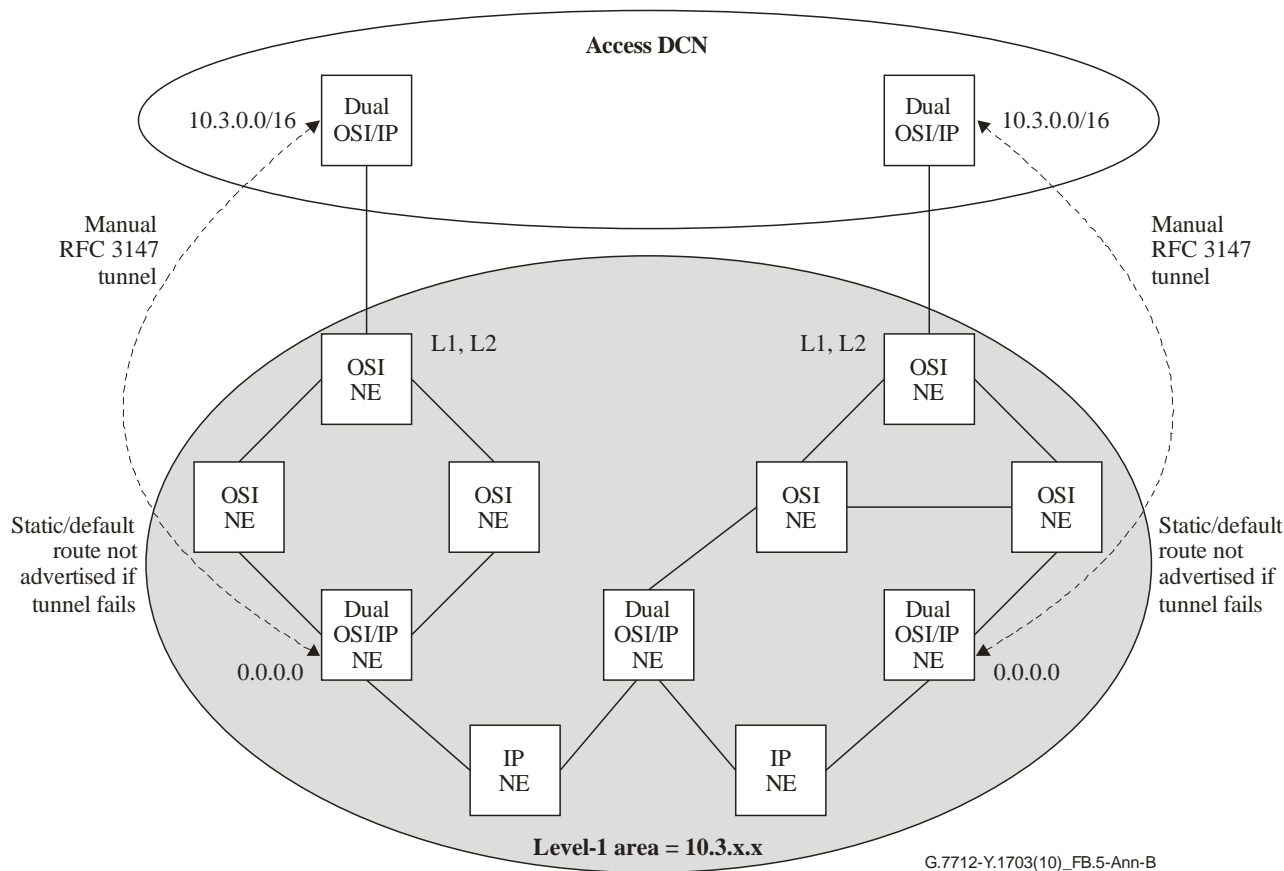 Access DCN
10.3.0.0/16
Dual
OSI/IP
Dual
OSI/IP
10.3.0.0/16
Manual
RFC 3147
tunnel
Manual
RFC 3147
tunnel
OSI
NE
L1, L2
L1, L2
OSI
NE
OSI
NE
OSI
NE
OSI
NE
OSI
NE
Static/default
route not
advertised if
tunnel fails
Static/default
route not
advertised if
tunnel fails
Dual
OSI/IP
NE
0.0.0.0
Dual
OSI/IP
NE
Dual
OSI/IP
NE
0.0.0.0
IP
NE
IP
NE
Level-1 area = 10.3.x.x
G.7712-Y.1703(10)_FB.5-Ann-B